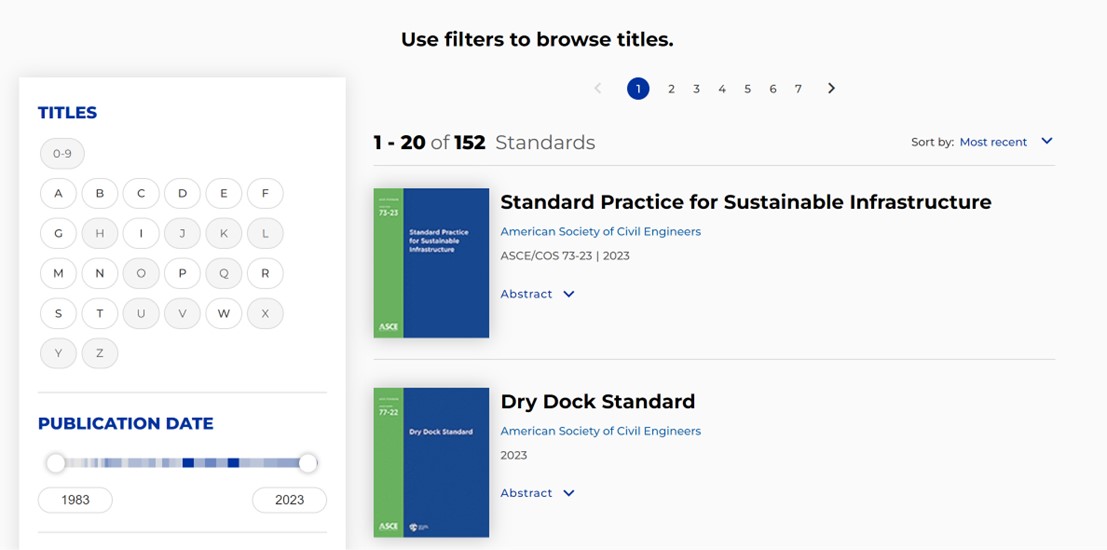 Use filters to browse titles.
TITLES
0-9
A B C D E F
G H I J K L
M N O P Q R
S T U V W X
Y Z
PUBLICATION DATE
1983 2023
1 2 3 4 5 6 7
1 - 20 of 152 Standards
Sort by: Most recent
73-23
Standard Practice
for Sustainable
Infrastructure
ASCE
Standard Practice for Sustainable Infrastructure
American Society of Civil Engineers
ASCE/COS 73-23 | 2023
Abstract
77-22
Dry Dock Standard
ASCE
Dry Dock Standard
American Society of Civil Engineers
2023
Abstract